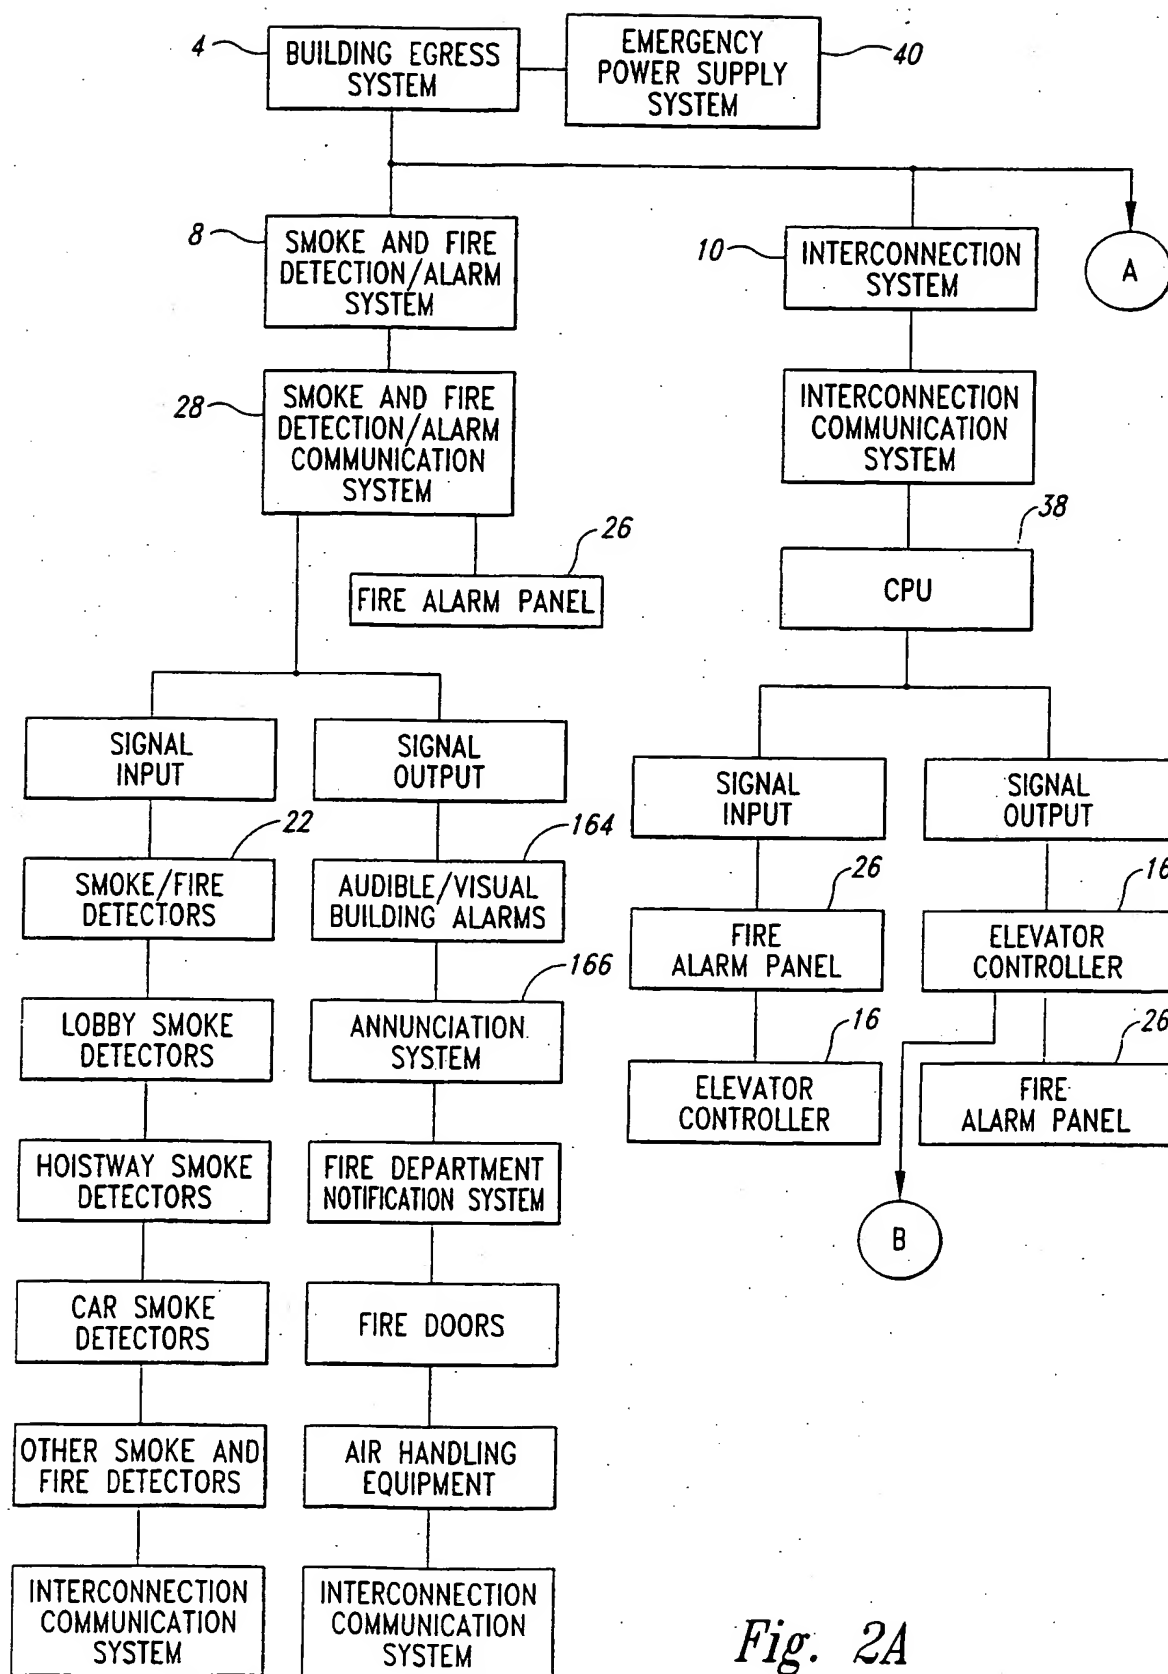 4
BUILDING EGRESS
SYSTEM
EMERGENCY
POWER SUPPLY
SYSTEM
40
8
SMOKE AND FIRE
DETECTION/ALARM
SYSTEM
10
INTERCONNECTION
SYSTEM
A
28
SMOKE AND FIRE
DETECTION/ALARM
COMMUNICATION
SYSTEM
INTERCONNECTION
COMMUNICATION
SYSTEM
26
FIRE ALARM PANEL
38
CPU
SIGNAL
INPUT
SIGNAL
OUTPUT
SIGNAL
INPUT
SIGNAL
OUTPUT
22
SMOKE/FIRE
DETECTORS
164
AUDIBLE/VISUAL
BUILDING ALARMS
26
FIRE
ALARM PANEL
16
ELEVATOR
CONTROLLER
LOBBY SMOKE
DETECTORS
166
ANNUNCIATION
SYSTEM
16
ELEVATOR
CONTROLLER
26
FIRE
ALARM PANEL
HOISTWAY SMOKE
DETECTORS
FIRE DEPARTMENT
NOTIFICATION SYSTEM
B
CAR SMOKE
DETECTORS
FIRE DOORS
OTHER SMOKE AND
FIRE DETECTORS
AIR HANDLING
EQUIPMENT
INTERCONNECTION
COMMUNICATION
SYSTEM
INTERCONNECTION
COMMUNICATION
SYSTEM
Fig. 2A